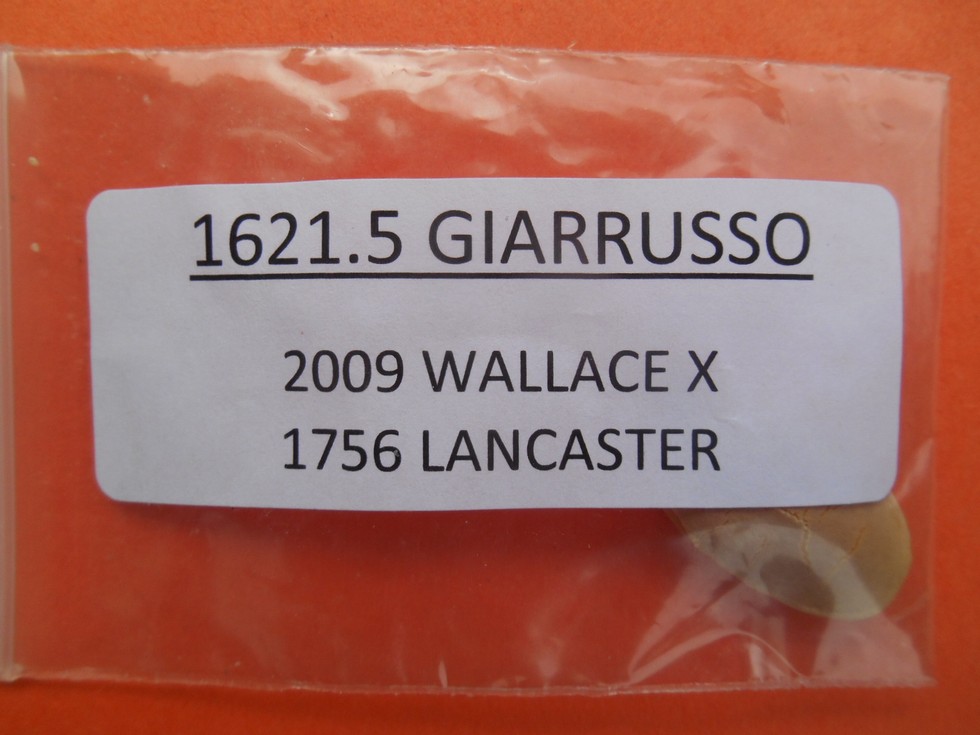 1621.5 GIARRUSSO
2009 WALLACE X
1756 LANCASTER